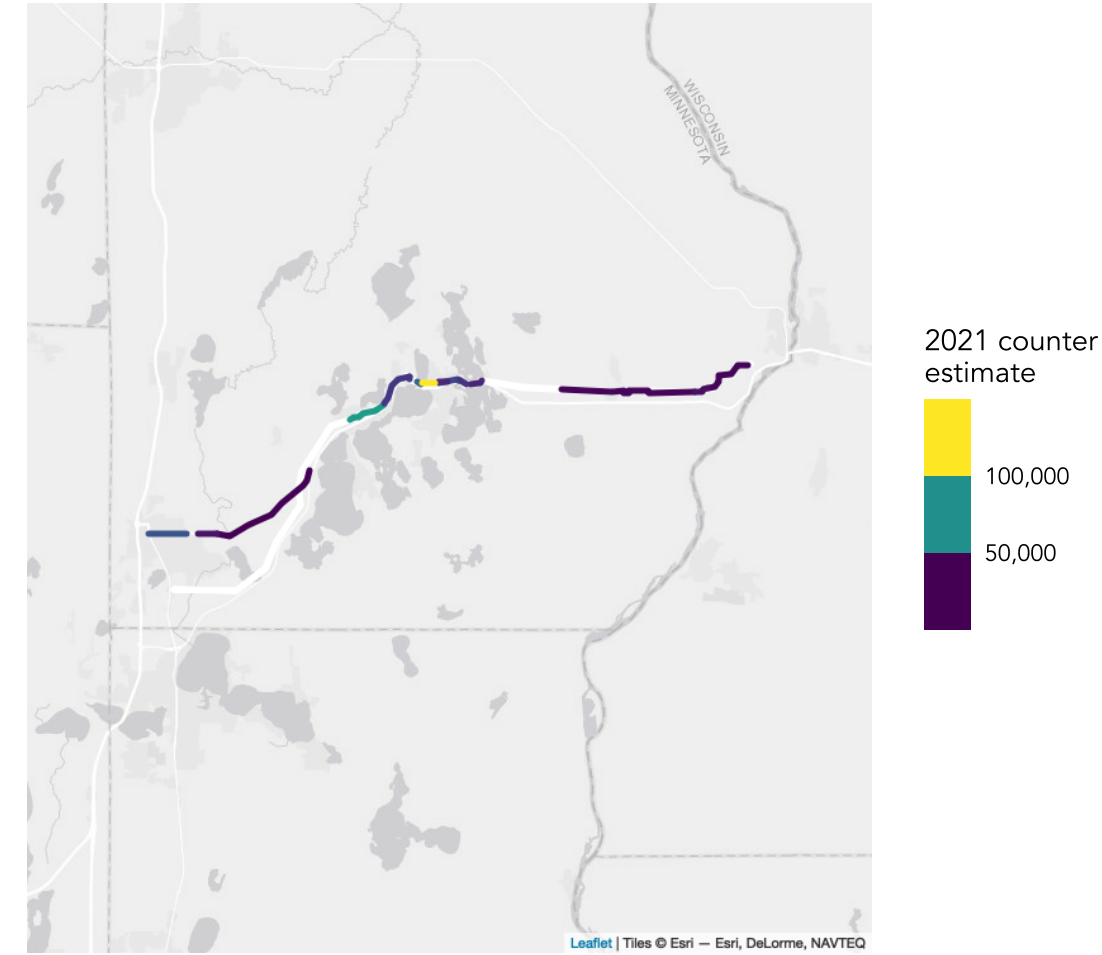 WISCONSIN
MINNESOTA
2021 counter
estimate
100,000
50,000
Leaflet | Tiles © Esri — Esri, DeLorme, NAVTEQ